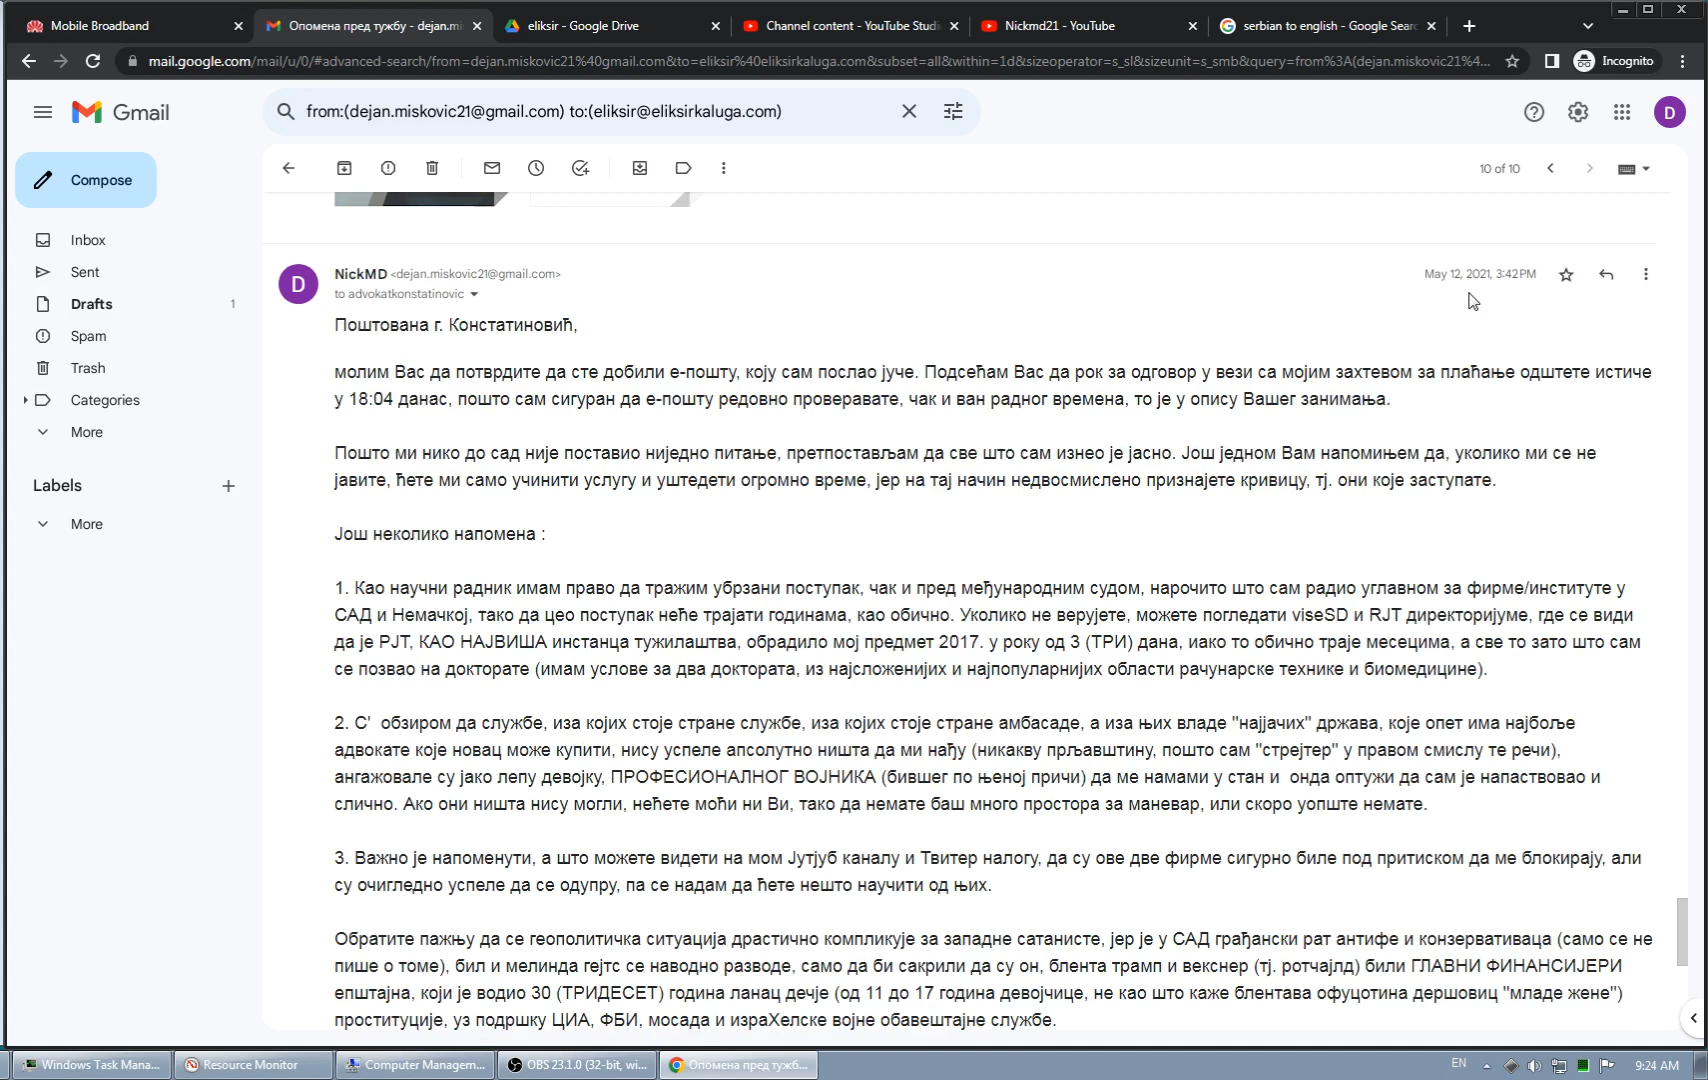 Mobile Broadband
Опомена пред тужбу - dejan.mi
eliksir - Google Drive
Channel content - YouTube Studi
Nickmd21 - YouTube
serbian to english - Google Searc
mail.google.com/mail/u/0/#advanced-search/from=dejan.miskovic21%40gmail.com&to=eliksir%40eliksirkaluga.com&subset=all&within=1d&sizeoperator=s_sl&sizeunit=s_smb&query=from%3A(dejan.miskovic21%4...
Incognito
Gmail
from:(dejan.miskovic21@gmail.com) to:(eliksir@eliksirkaluga.com)
D
Compose
10 of 10
Inbox
Sent
Drafts 1
Spam
Trash
Categories
More
Labels
More
D
NickMD <dejan.miskovic21@gmail.com>
May 12, 2021, 3:42 PM
to advokatkonstatinovic
Поштована г. Констатиновић,
молим Вас да потврдите да сте добили е-пошту, коју сам послао јуче. Подсећам Вас да рок за одговор у вези са мојим захтевом за плаћање одштете истиче
у 18:04 данас, пошто сам сигуран да е-пошту редовно проверавате, чак и ван радног времена, то је у опису Вашег занимања.
Пошто ми нико до сад није поставио ниједно питање, претпостављам да све што сам изнео је јасно. Још једном Вам напомињем да, уколико ми се не
јавите, ћете ми само учинити услугу и уштедети огромно време, јер на тај начин недвосмислено признајете кривицу, тј. они које заступате.
Још неколико напомена :
1. Као научни радник имам право да тражим убрзани поступак, чак и пред међународним судом, нарочито што сам радио углавном за фирме/институте у
САД и Немачкој, тако да цео поступак неће трајати годинама, као обично. Уколико не верујете, можете погледати viseSD и RJT директоријуме, где се види
да је РЈТ, КАО НАЈВИША инстанца тужилаштва, обрадило мој предмет 2017. у року од 3 (ТРИ) дана, иако то обично траје месецима, а све то зато што сам
се позвао на докторате (имам услове за два доктората, из најсложенијих и најпопуларнијих области рачунарске технике и биомедицине).
2. С' обзиром да службе, иза којих стоје стране службе, иза којих стоје стране амбасаде, а иза њих владе "најјачих" држава, које опет има најбоље
адвокате које новац може купити, нису успеле апсолутно ништа да ми нађу (никакву прљавштину, пошто сам "стрејтер" у правом смислу те речи),
ангажовале су јако лепу девојку, ПРОФЕСИОНАЛНОГ ВОЈНИКА (бившег по њеној причи) да ме намами у стан и онда оптужи да сам је напаствовао и
слично. Ако они ништа нису могли, нећете моћи ни Ви, тако да немате баш много простора за маневар, или скоро уопште немате.
3. Важно је напоменути, а што можете видети на мом Јутјуб каналу и Твитер налогу, да су ове две фирме сигурно биле под притиском да ме блокирају, али
су очигледно успеле да се одупру, па се надам да ћете нешто научити од њих.
Обратите пажњу да се геополитичка ситуација драстично компликује за западне сатанисте, јер је у САД грађански рат антифе и конзервативаца (само се не
пише о томе), бил и мелинда гејтс се наводно разводе, само да би сакрили да су он, блента трамп и векснер (тј. ротчајлд) били ГЛАВНИ ФИНАНСИЈЕРИ
епштајна, који је водио 30 (ТРИДЕСЕТ) година ланац дечје (од 11 до 17 година девојчице, не као што каже блентава офуцотина дершовиц "младе жене")
проституције, уз подршку ЦИА, ФБИ, мосада и израХелске војне обавештајне службе.
Windows Task Mana...
Resource Monitor
Computer Managem...
OBS 23.1.0 (32-bit, wi...
Опомена пред тужб...
EN
9:24 AM